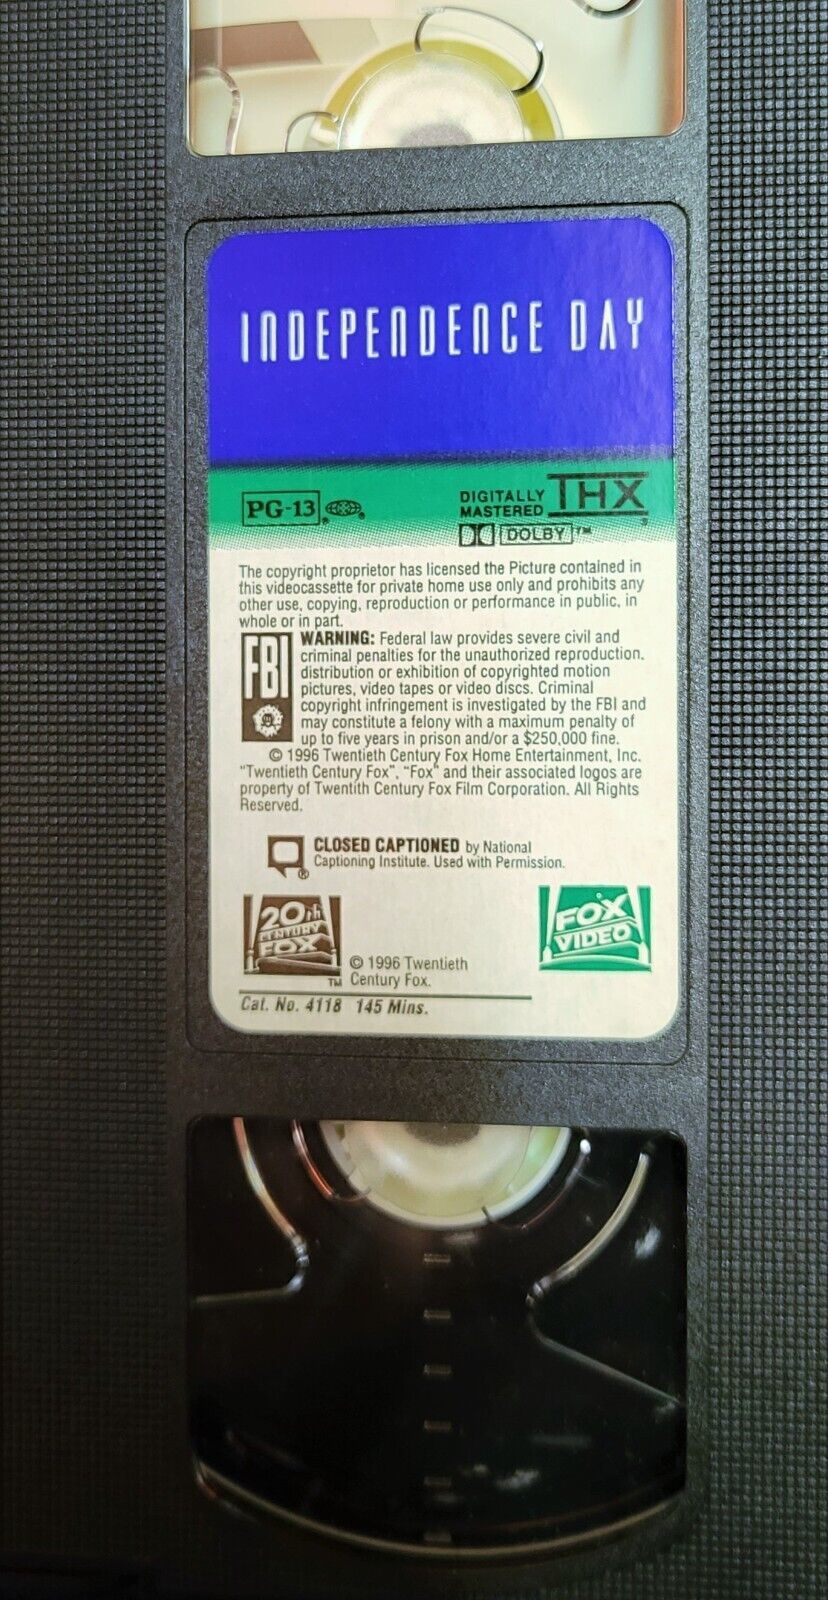 INDEPENDENCE DAY
PG-13 ®
DIGITALLY
MASTERED
THX
®
DOLBY ™
The copyright proprietor has licensed the Picture contained in
this videocassette for private home use only and prohibits any
other use, copying, reproduction or performance in public, in
whole or in part.
FBI
WARNING: Federal law provides severe civil and
criminal penalties for the unauthorized reproduction.
distribution or exhibition of copyrighted motion
pictures, video tapes or video discs. Criminal
copyright infringement is investigated by the FBI and
may constitute a felony with a maximum penalty of
up to five years in prison and/or a $250,000 fine.
© 1996 Twentieth Century Fox Home Entertainment, Inc.
"Twentieth Century Fox", "Fox" and their associated logos are
property of Twentith Century Fox Film Corporation. All Rights
Reserved.
CLOSED CAPTIONED by National
Captioning Institute. Used with Permission.
®
20th
CENTURY
FOX
TM
© 1996 Twentieth
Century Fox.
FOX
VIDEO
Cat. No. 4118 145 Mins.